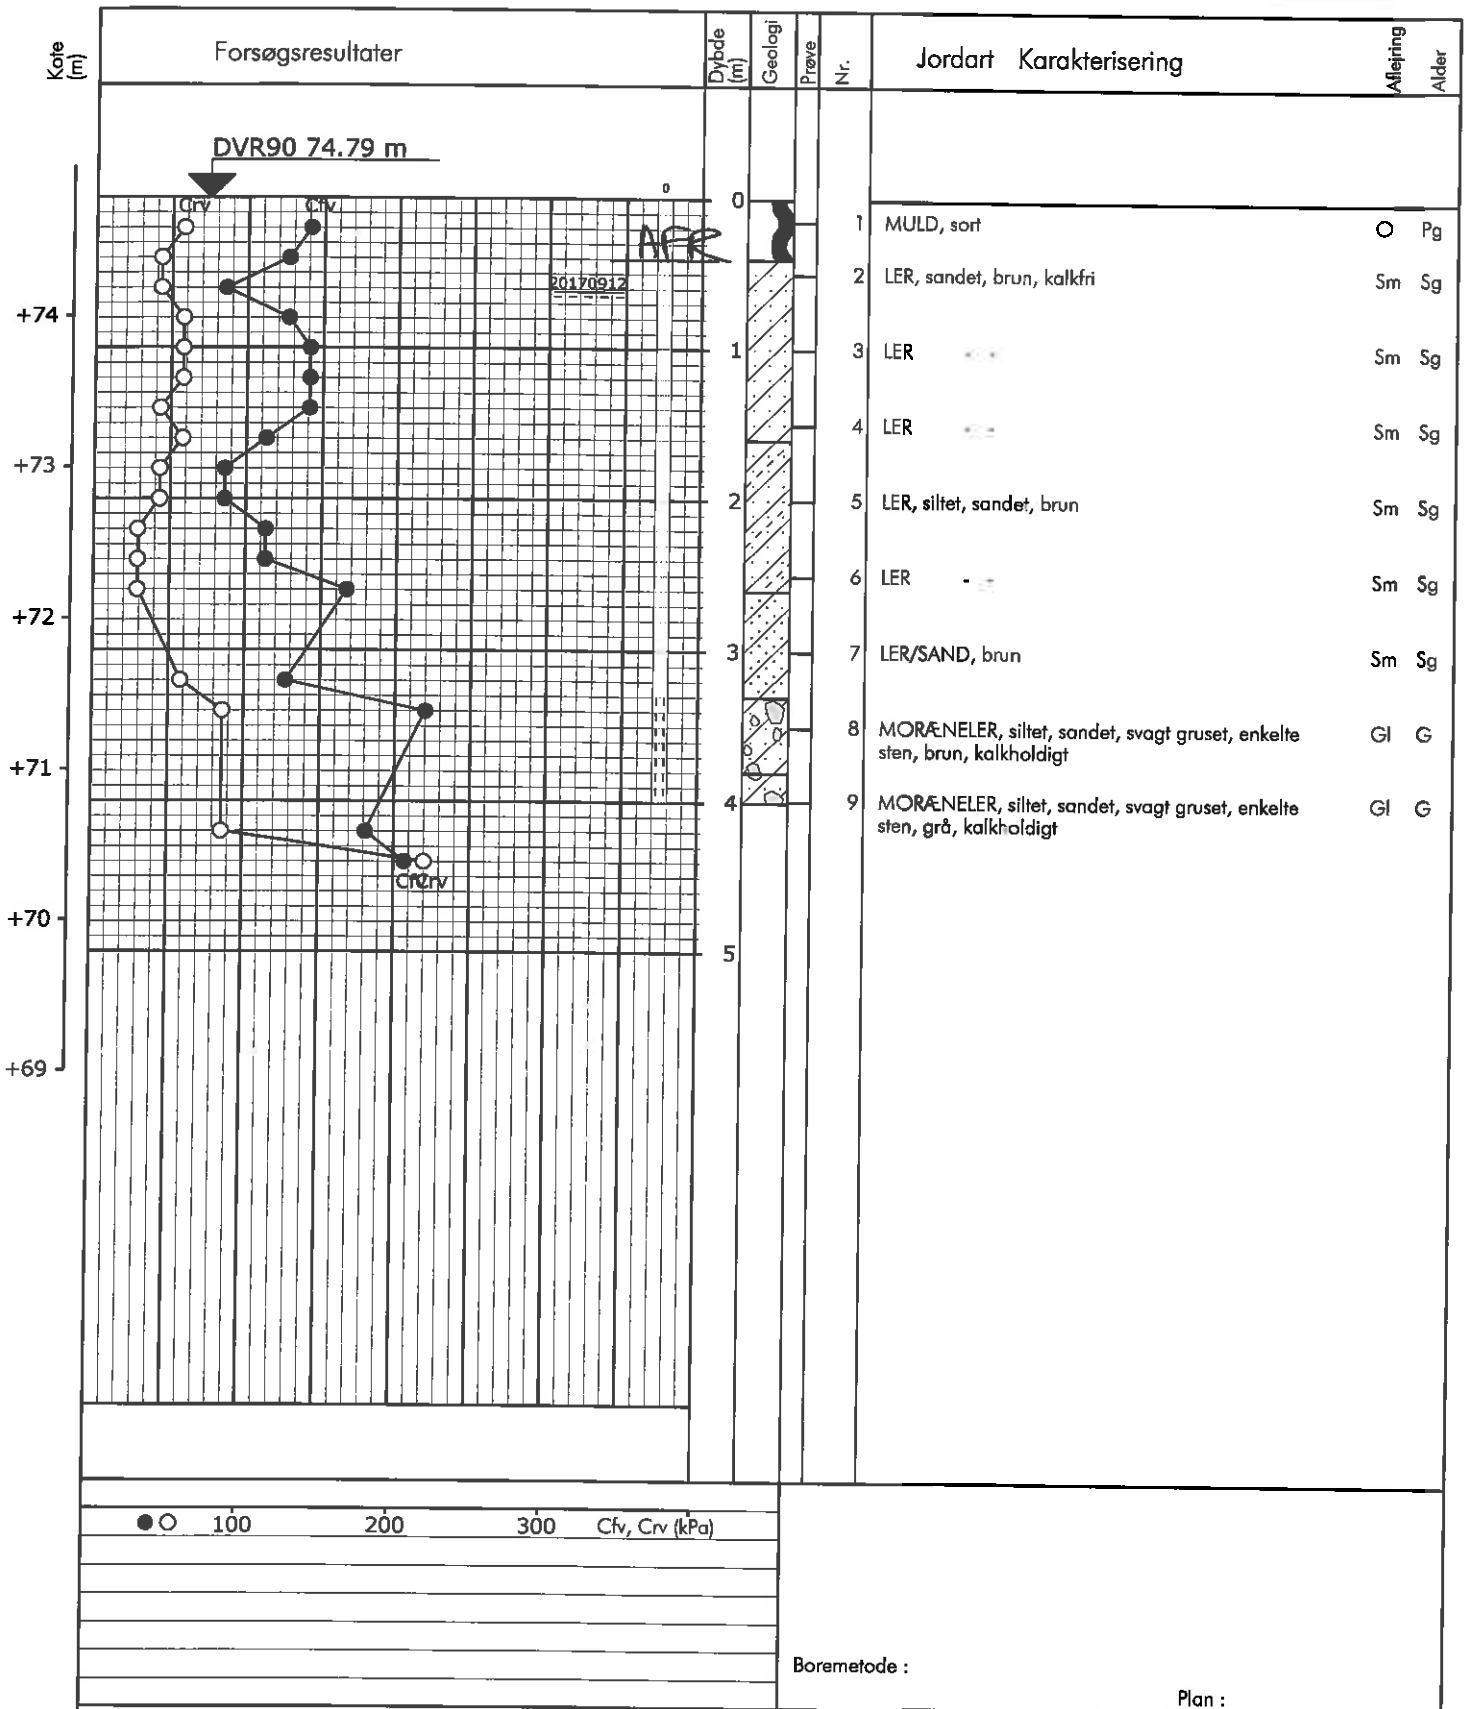 Kote (m)
Forsøgsresultater
Dybde (m)
Geologi
Prøve
Nr.
Jordart Karakterisering
Aflejring
Alder
DVR90 74.79 m
0
Crv
Cfv
0
AFR
1 MULD, sort O Pg
20170912
2 LER, sandet, brun, kalkfri Sm Sg
+74
1
3 LER Sm Sg
4 LER Sm Sg
+73
2
5 LER, siltet, sandet, brun Sm Sg
6 LER Sm Sg
+72
3
7 LER/SAND, brun Sm Sg
8 MORÆNELER, siltet, sandet, svagt gruset, enkelte Gl G
sten, brun, kalkholdigt
+71
4
9 MORÆNELER, siltet, sandet, svagt gruset, enkelte Gl G
sten, grå, kalkholdigt
Crv
+70
5
+69
100 200 300 Cfv, Crv (kPa)
Boremetode :
Plan :